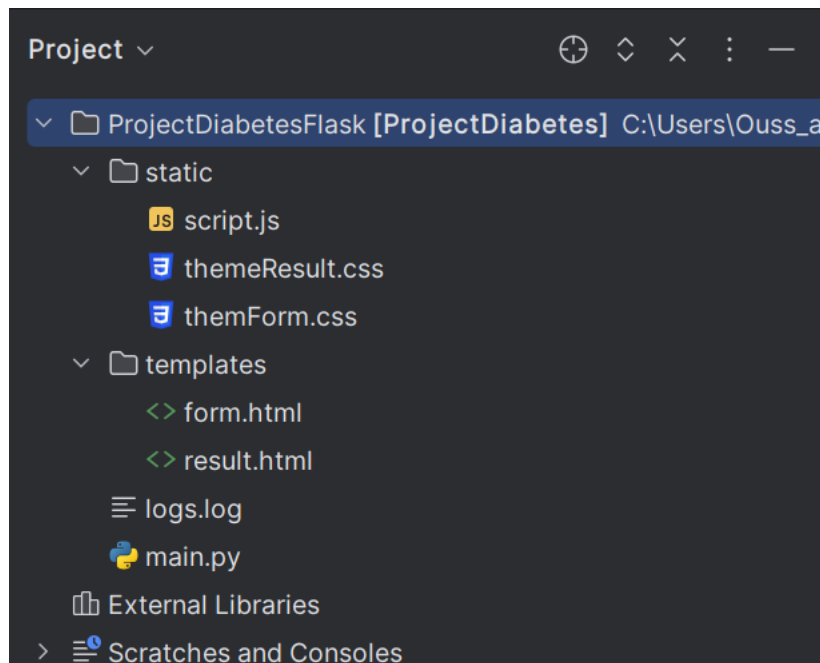 Project
ProjectDiabetesFlask [ProjectDiabetes] C:\Users\Ouss_a
static
JS script.js
themeResult.css
themForm.css
templates
<> form.html
<> result.html
logs.log
main.py
External Libraries
Scratches and Consoles